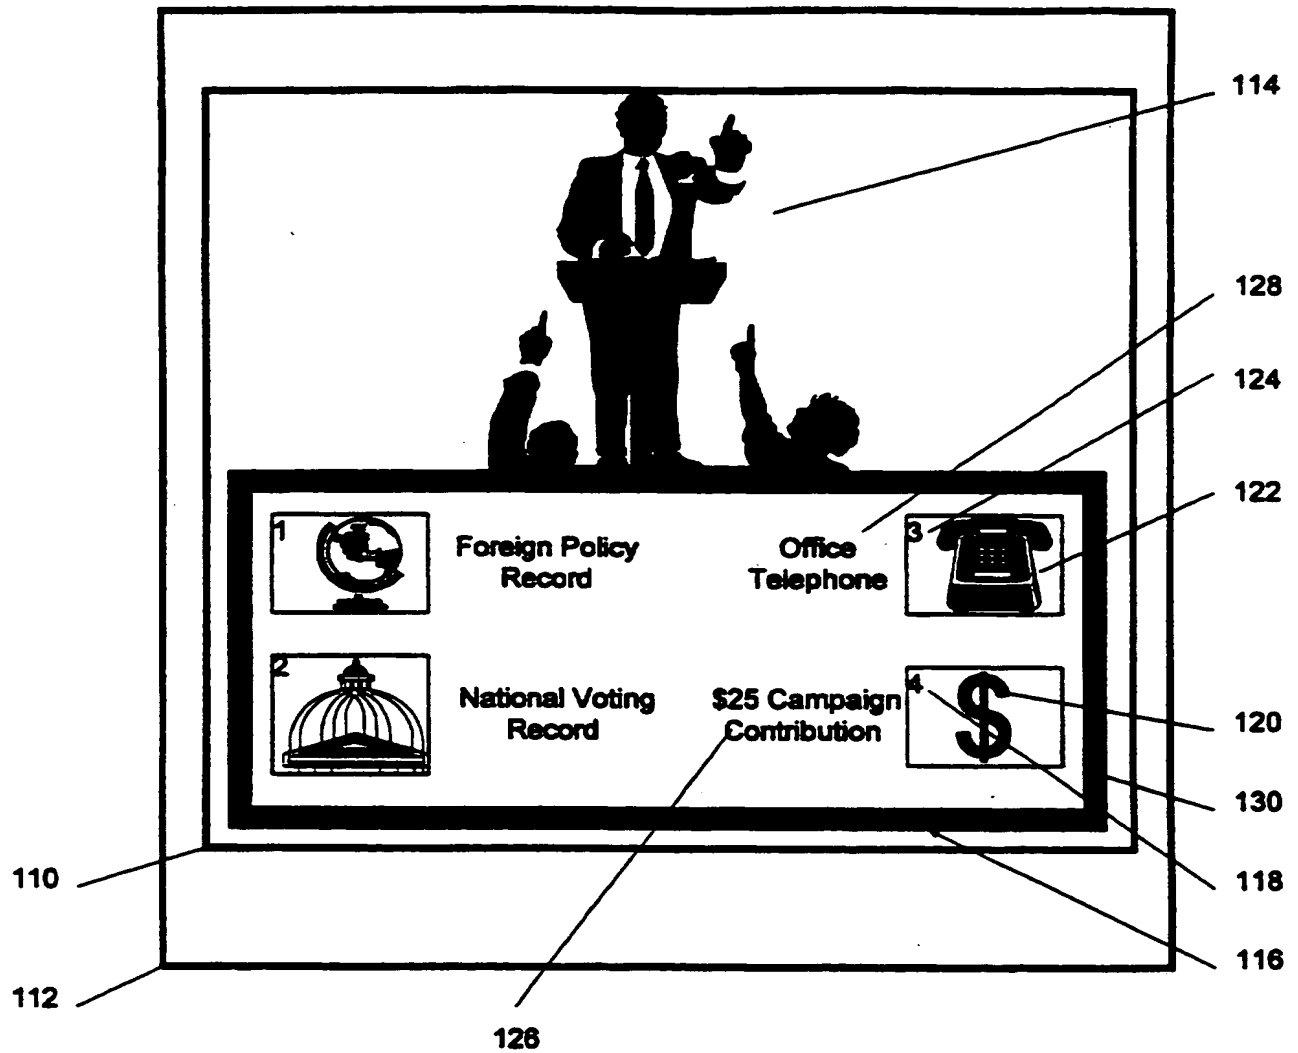 114
128
124
122
1
Foreign Policy
Record
Office
Telephone
3
2
National Voting
Record
$25 Campaign
Contribution
4
120
130
110
118
116
112
126